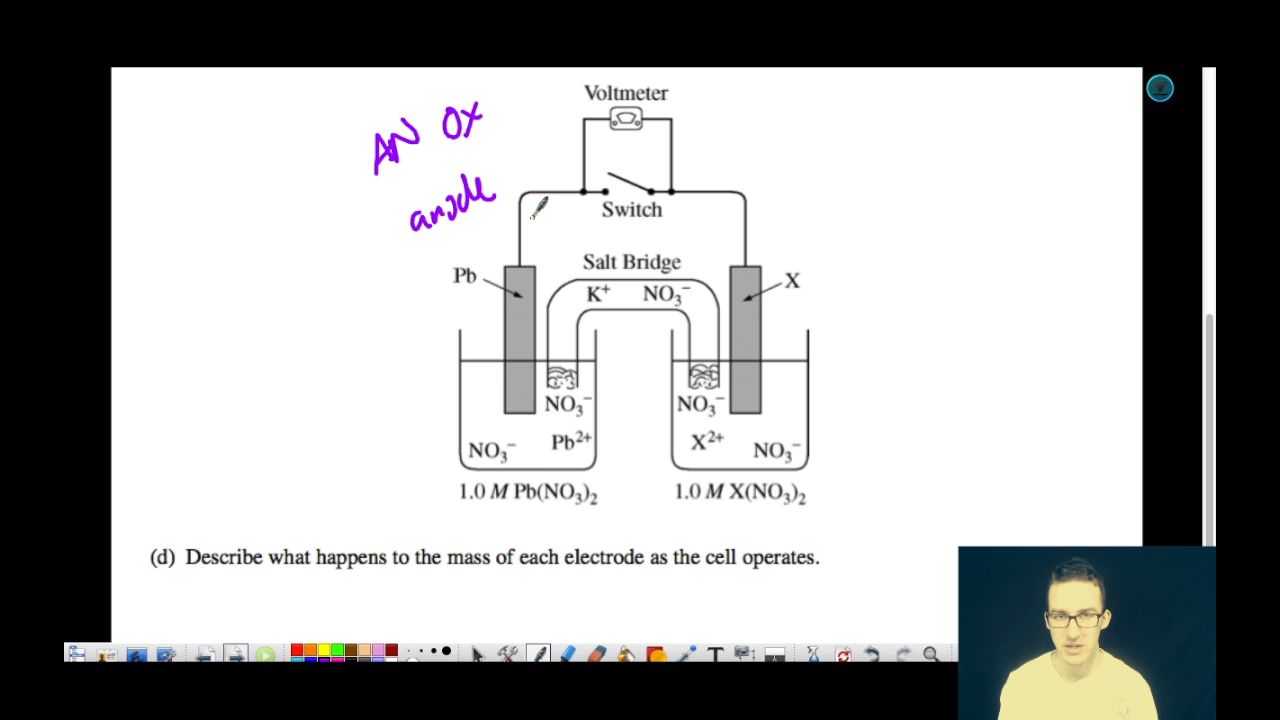 Voltmeter
AN OX
anode
Switch
Pb
Salt Bridge
X
K⁺ NO₃⁻
NO₃⁻ NO₃⁻
NO₃⁻ Pb²⁺ X²⁺ NO₃⁻
1.0 M Pb(NO₃)₂ 1.0 M X(NO₃)₂
(d) Describe what happens to the mass of each electrode as the cell operates.
T